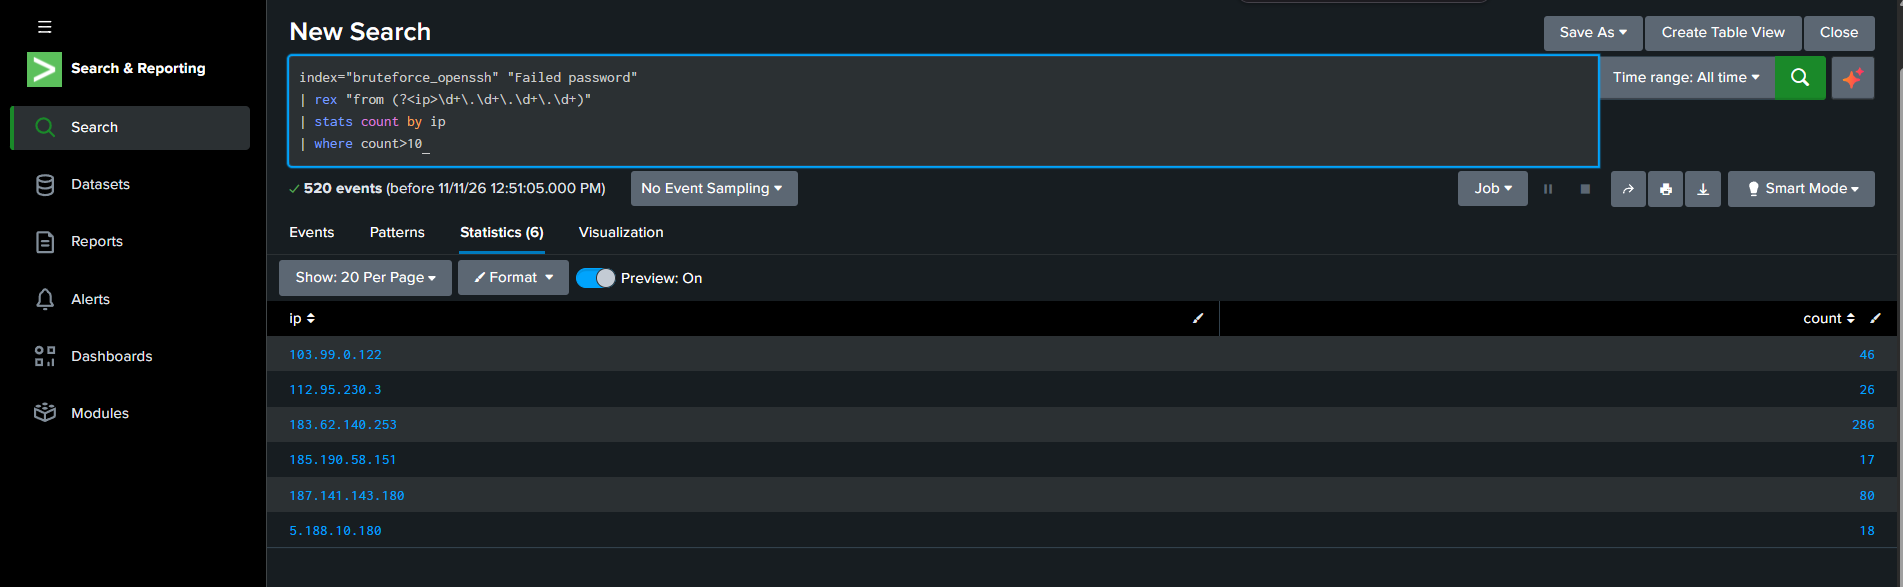 New Search
Save As
Create Table View
Close
Search & Reporting
index="bruteforce_openssh" "Failed password"
| rex "from (?<ip>\d+\.\d+\.\d+\.\d+)"
| stats count by ip
| where count>10
Time range: All time
Search
Datasets
Reports
Alerts
Dashboards
Modules
520 events (before 11/11/26 12:51:05.000 PM)
No Event Sampling
Job
Smart Mode
Events
Patterns
Statistics (6)
Visualization
Show: 20 Per Page
Format
Preview: On
ip count
103.99.0.122 46
112.95.230.3 26
183.62.140.253 286
185.190.58.151 17
187.141.143.180 80
5.188.10.180 18